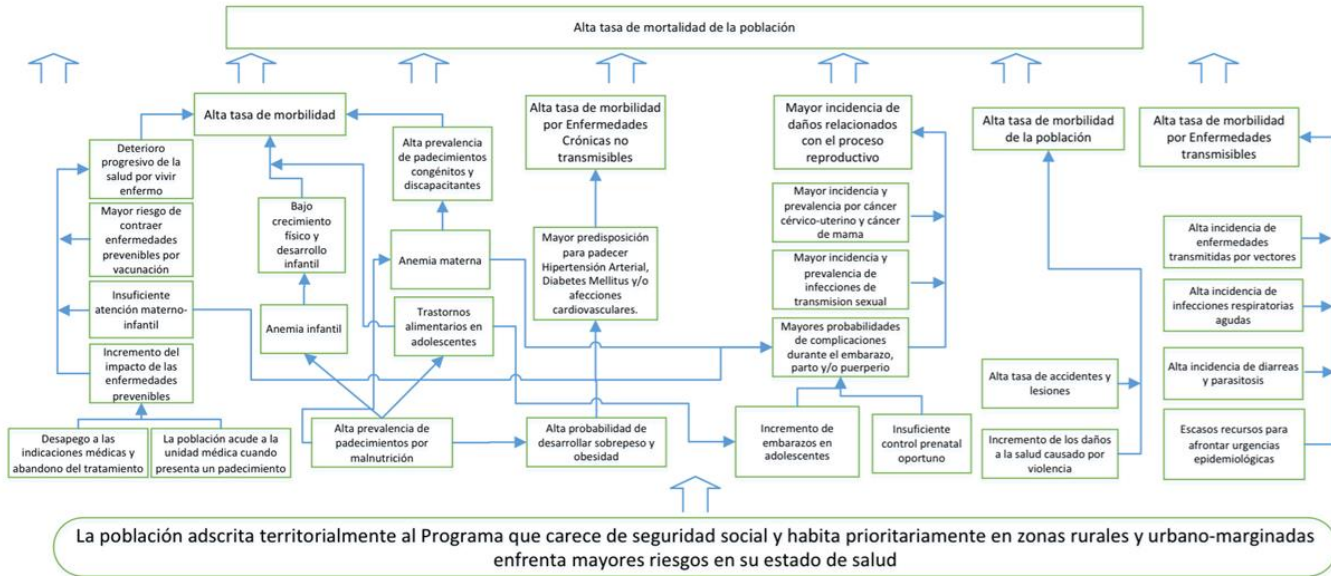 Alta tasa de mortalidad de la población
Alta tasa de morbilidad
Deterioro
progresivo de la
salud por vivir
enfermo
Mayor riesgo de
contraer
enfermedades
prevenibles por
vacunación
Insuficiente
atención materno-
infantil
Incremento del
impacto de las
enfermedades
prevenibles
Desapego a las
indicaciones médicas y
abandono del tratamiento
La población acude a la
unidad médica cuando
presenta un padecimiento
Bajo
crecimiento
físico y
desarrollo
infantil
Anemia infantil
Alta prevalencia
de padecimientos
congénitos y
discapacitantes
Anemia materna
Trastornos
alimentarios en
adolescentes
Alta prevalencia de
padecimientos por
malnutrición
Alta tasa de morbilidad
por Enfermedades
Crónicas no
transmisibles
Mayor predisposición
para padecer
Hipertensión Arterial,
Diabetes Mellitus y/o
afecciones
cardiovasculares.
Alta probabilidad de
desarrollar sobrepeso y
obesidad
Mayor incidencia de
daños relacionados
con el proceso
reproductivo
Mayor incidencia y
prevalencia por cáncer
cérvico-uterino y cáncer
de mama
Mayor incidencia y
prevalencia de
infecciones de
transmision sexual
Mayores probabilidades
de complicaciones
durante el embarazo,
parto y/o puerperio
Incremento de
embarazos en
adolescentes
Insuficiente
control prenatal
oportuno
Alta tasa de morbilidad
de la población
Alta tasa de accidentes y
lesiones
Incremento de los daños
a la salud causado por
violencia
Alta tasa de morbilidad
por Enfermedades
transmisibles
Alta incidencia de
enfermedades
transmitidas por vectores
Alta incidencia de
infecciones respiratorias
agudas
Alta incidencia de diarreas
y parasitosis
Escasos recursos para
afrontar urgencias
epidemiológicas
La población adscrita territorialmente al Programa que carece de seguridad social y habita prioritariamente en zonas rurales y urbano-marginadas
enfrenta mayores riesgos en su estado de salud